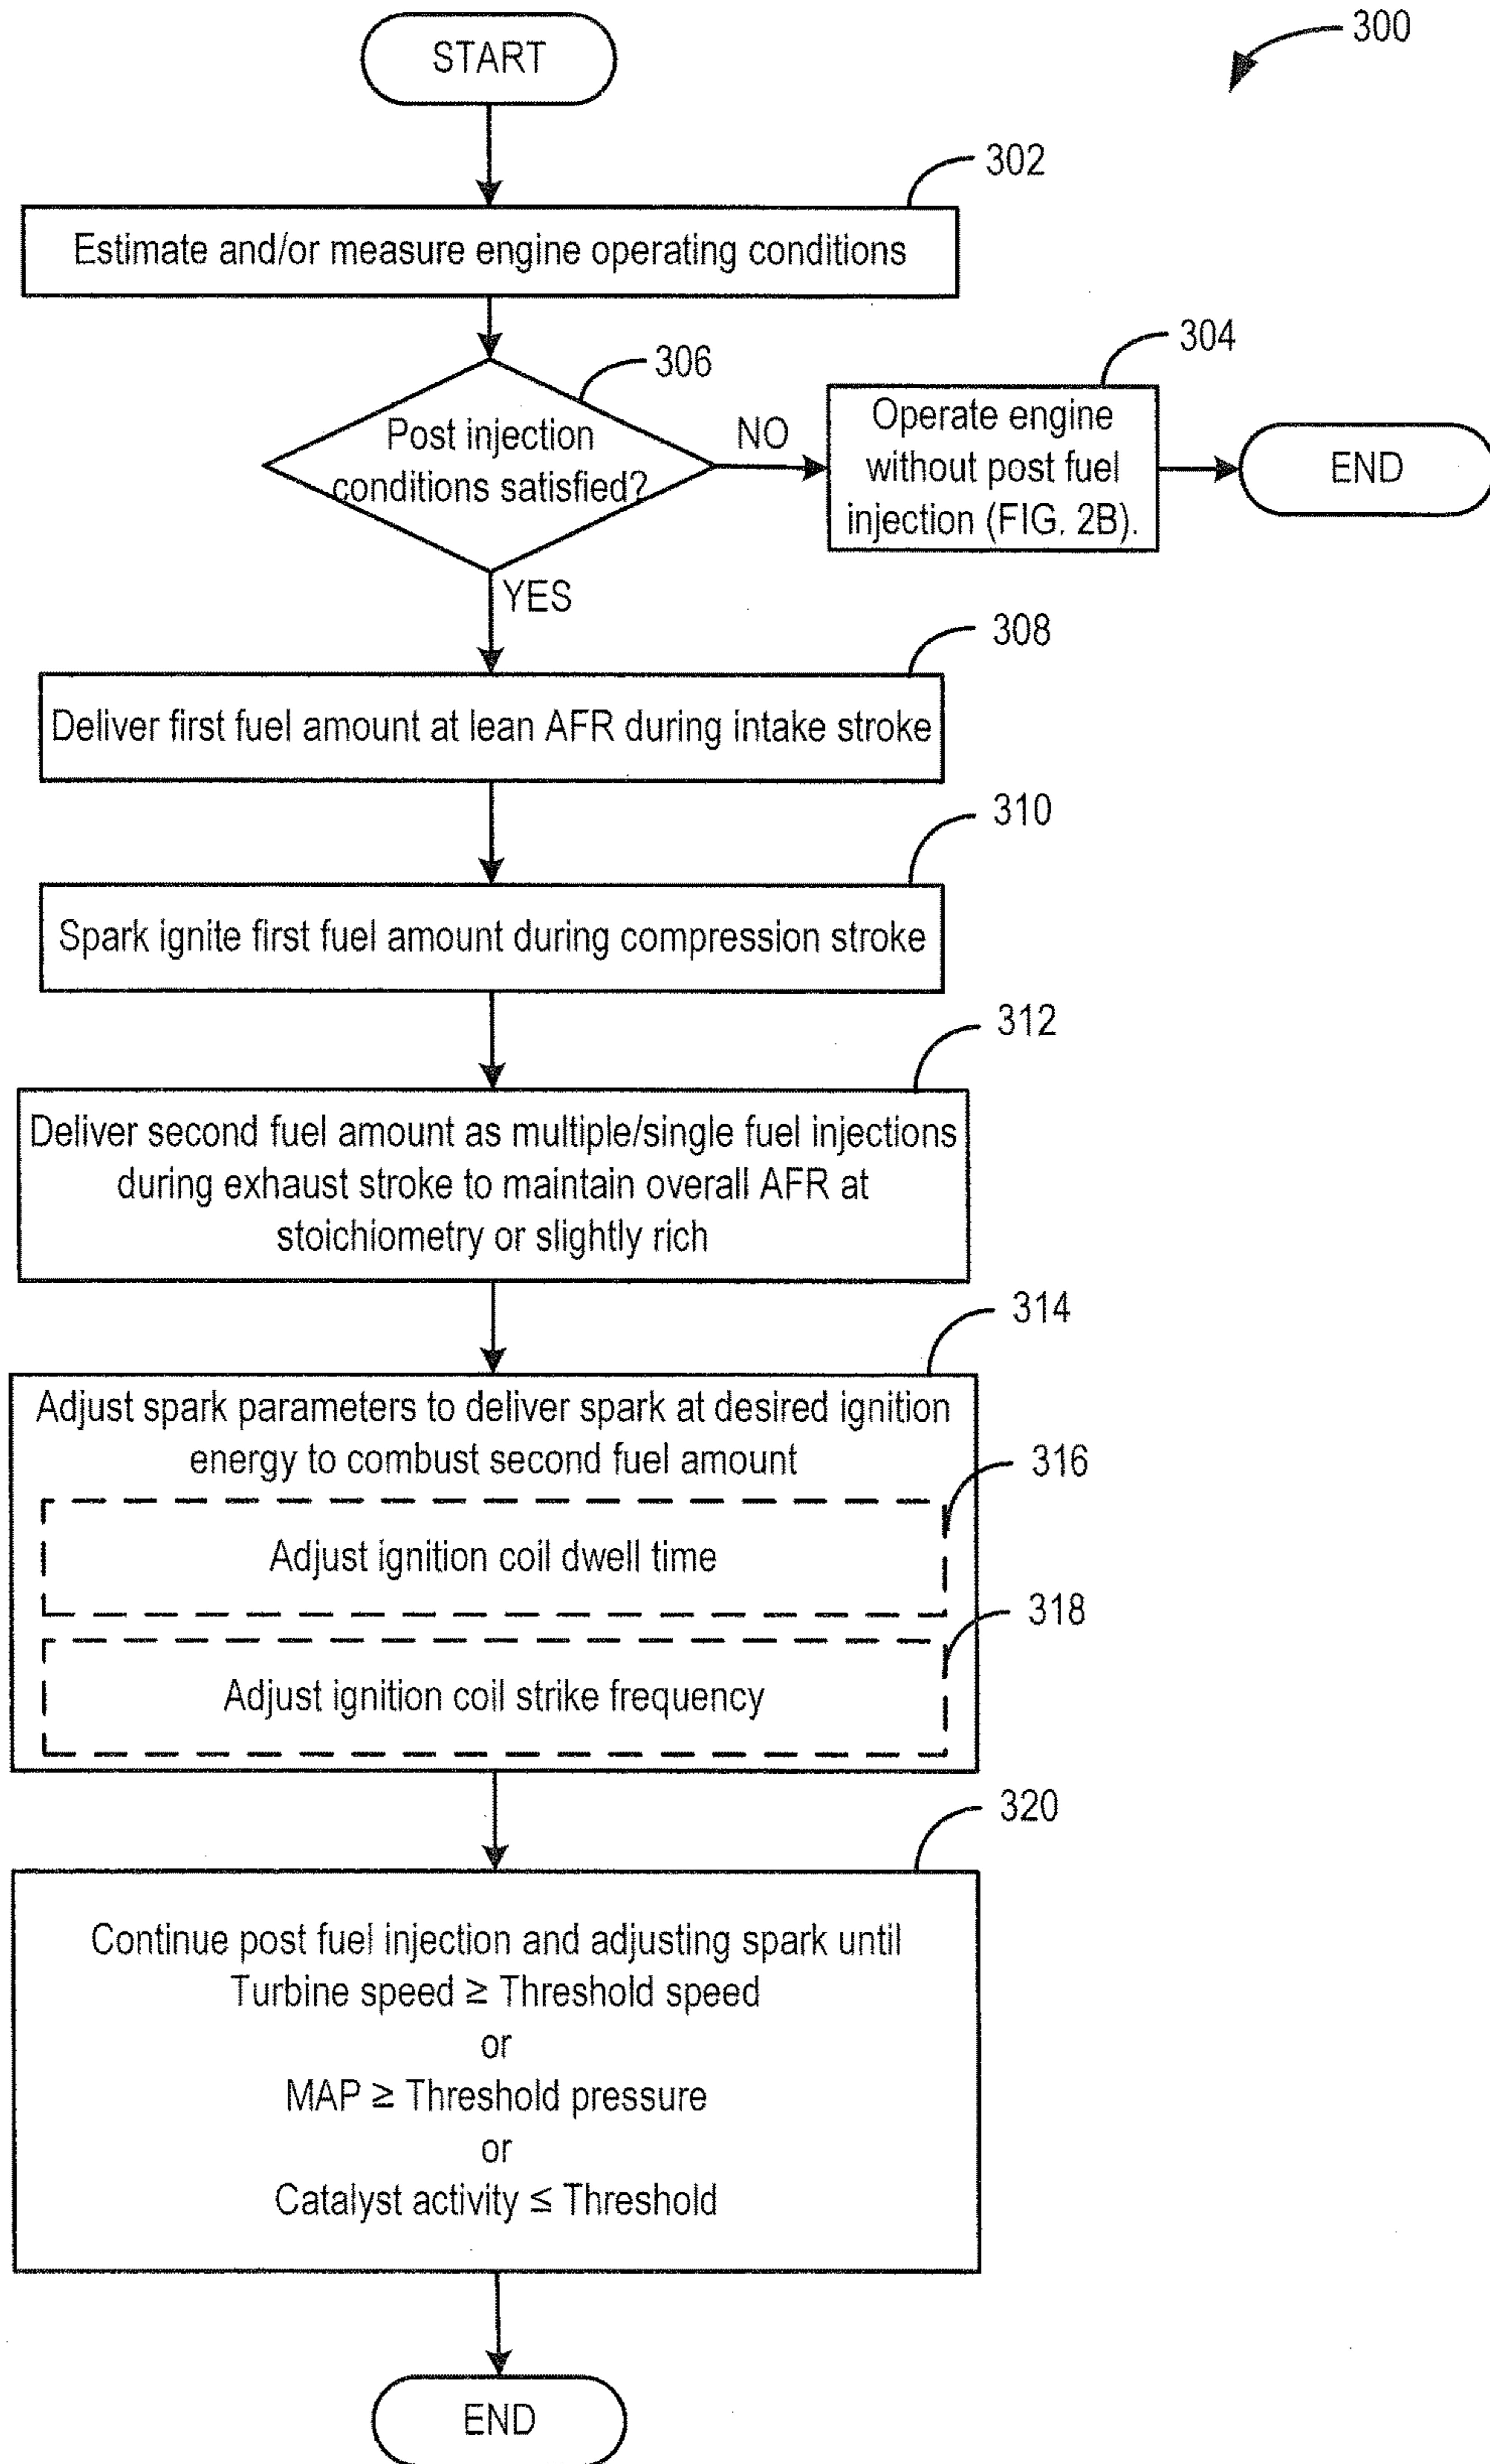 START
300
302
Estimate and/or measure engine operating conditions
306
Post injection
conditions satisfied?
NO
304
Operate engine
without post fuel
injection (FIG. 2B).
END
YES
308
Deliver first fuel amount at lean AFR during intake stroke
310
Spark ignite first fuel amount during compression stroke
312
Deliver second fuel amount as multiple/single fuel injections
during exhaust stroke to maintain overall AFR at
stoichiometry or slightly rich
314
Adjust spark parameters to deliver spark at desired ignition
energy to combust second fuel amount
316
Adjust ignition coil dwell time
318
Adjust ignition coil strike frequency
320
Continue post fuel injection and adjusting spark until
Turbine speed ≥ Threshold speed
or
MAP ≥ Threshold pressure
or
Catalyst activity ≤ Threshold
END